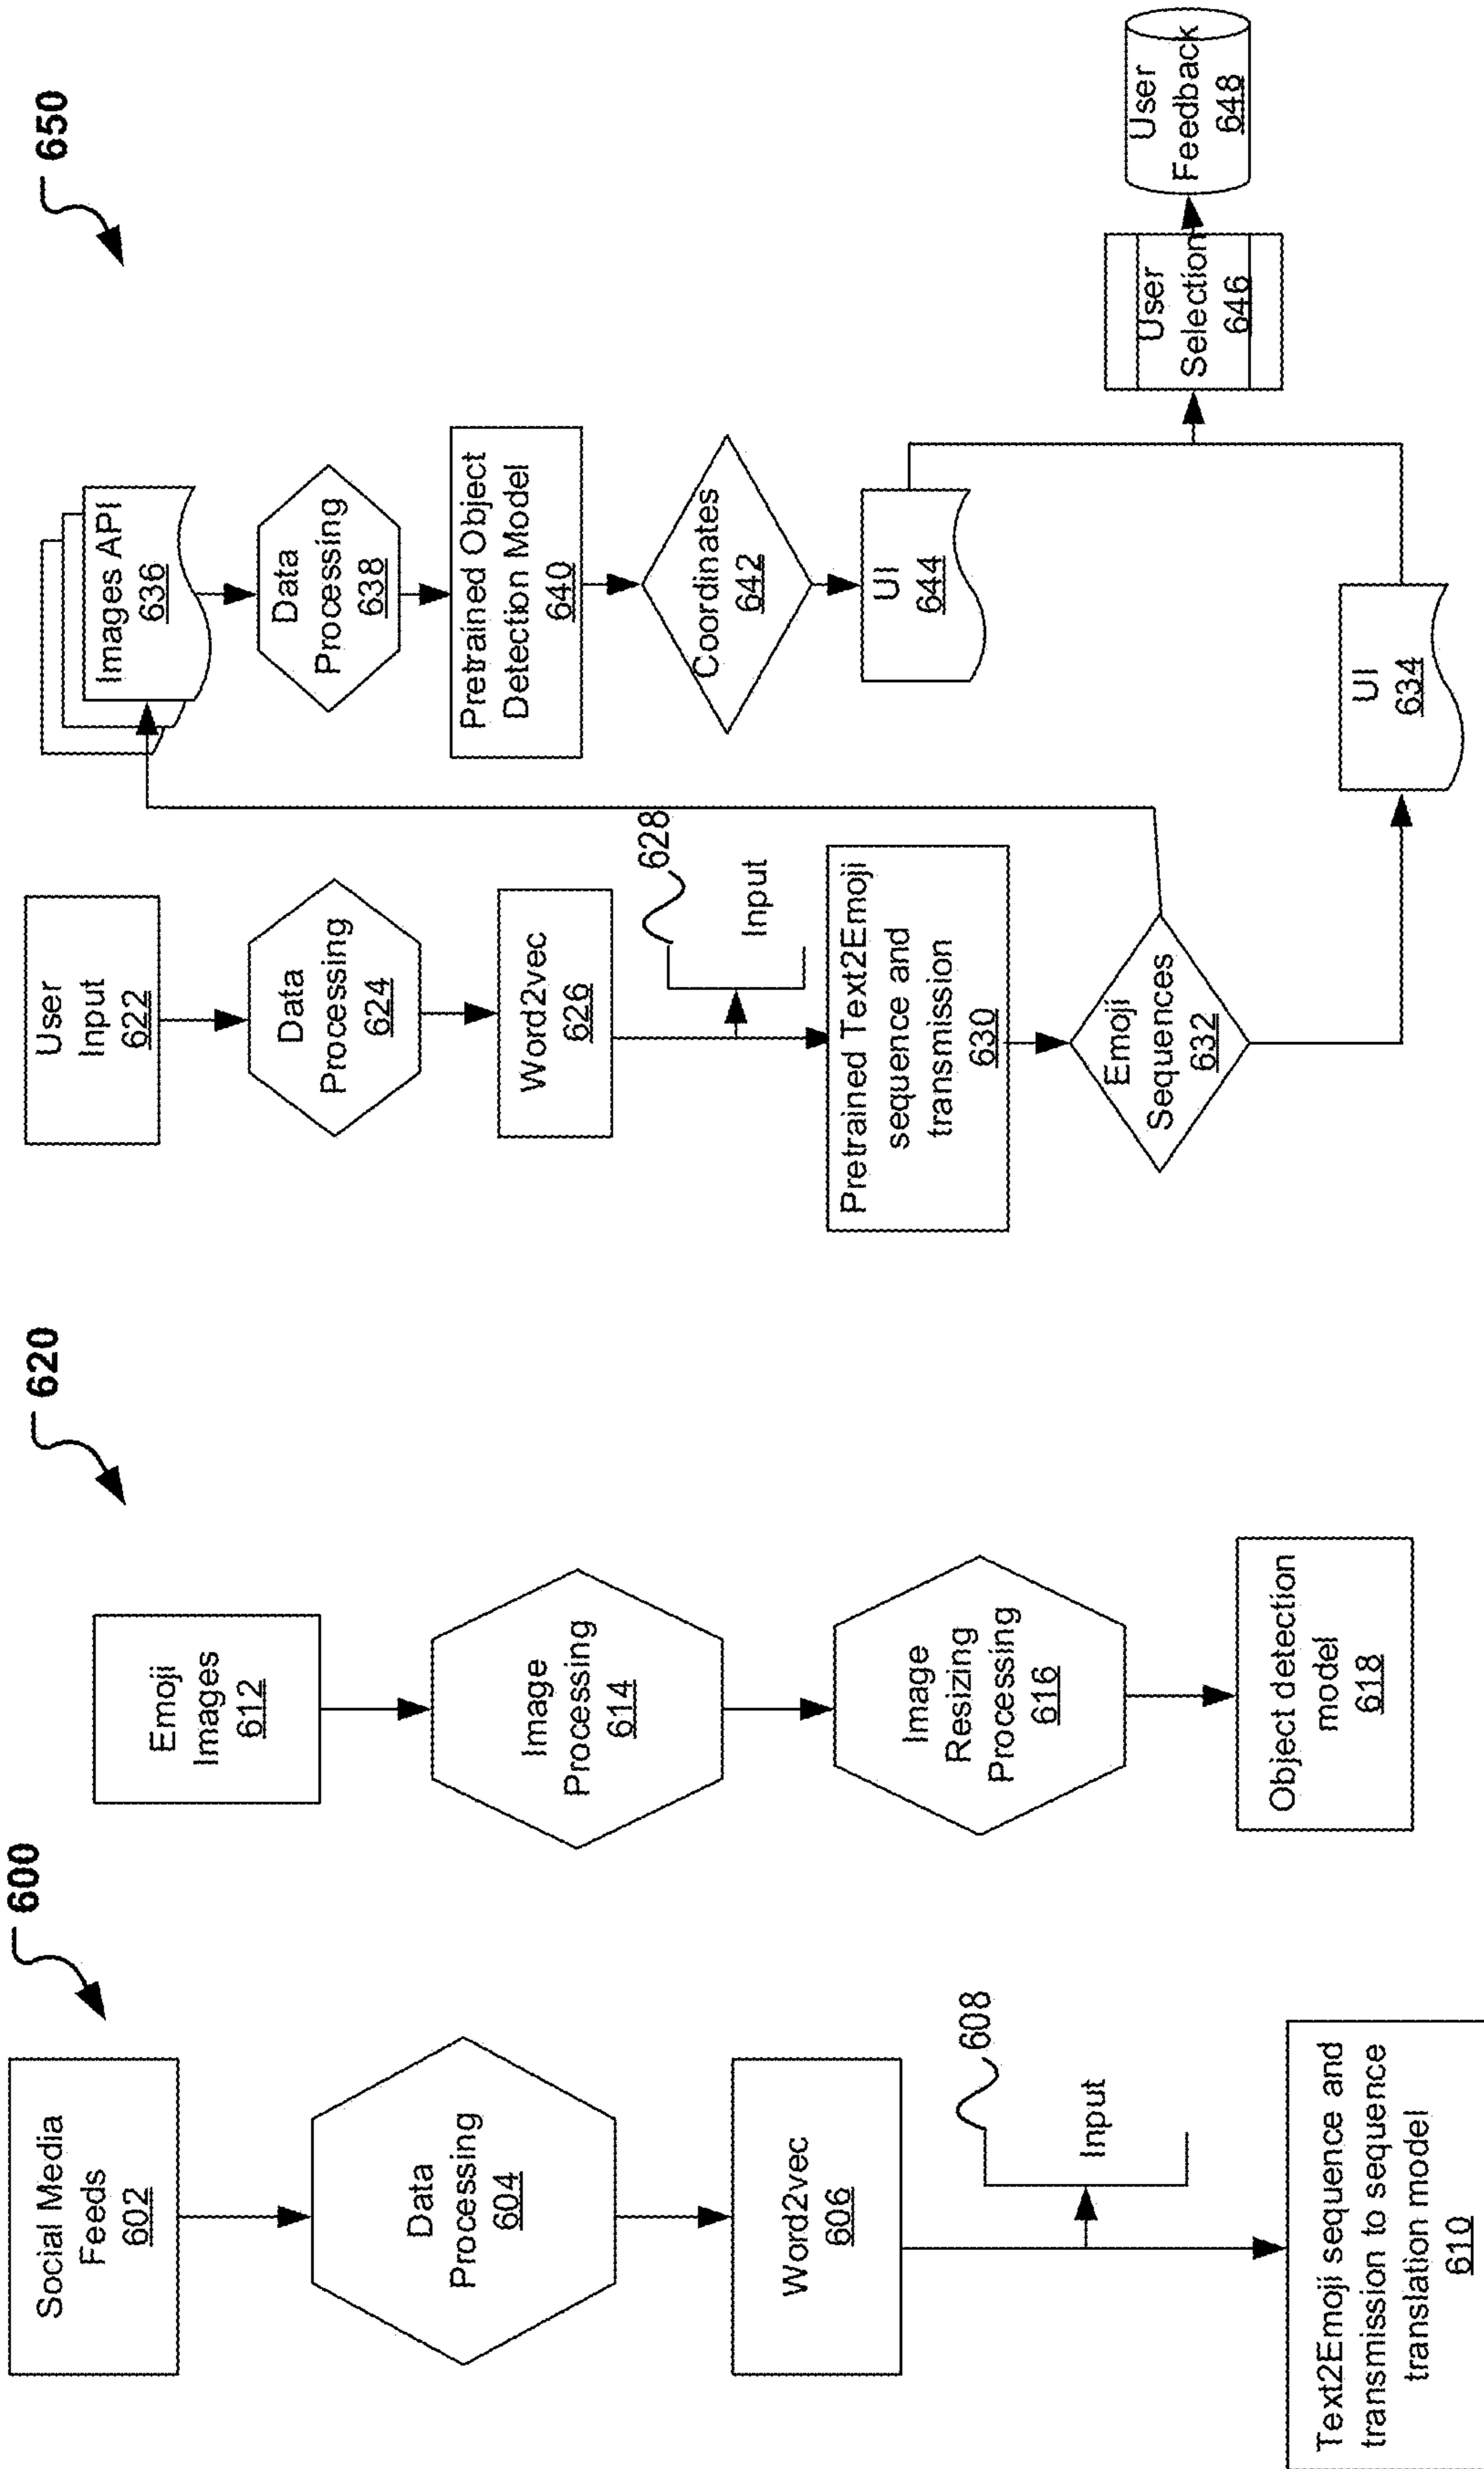 600
Social Media
Feeds
602
Data
Processing
604
Word2vec
606
608
Input
Text2Emoji sequence and
transmission to sequence
translation model
610
620
Emoji
Images
612
Image
Processing
614
Image
Resizing
Processing
616
Object detection
model
618
650
User
Input
622
Data
Processing
624
Word2vec
626
628
Input
Pretrained Text2Emoji
sequence and
transmission
630
Emoji
Sequences
632
UI
634
Images API
636
Data
Processing
638
Pretrained Object
Detection Model
640
Coordinates
642
UI
644
User
Selection
646
User
Feedback
648